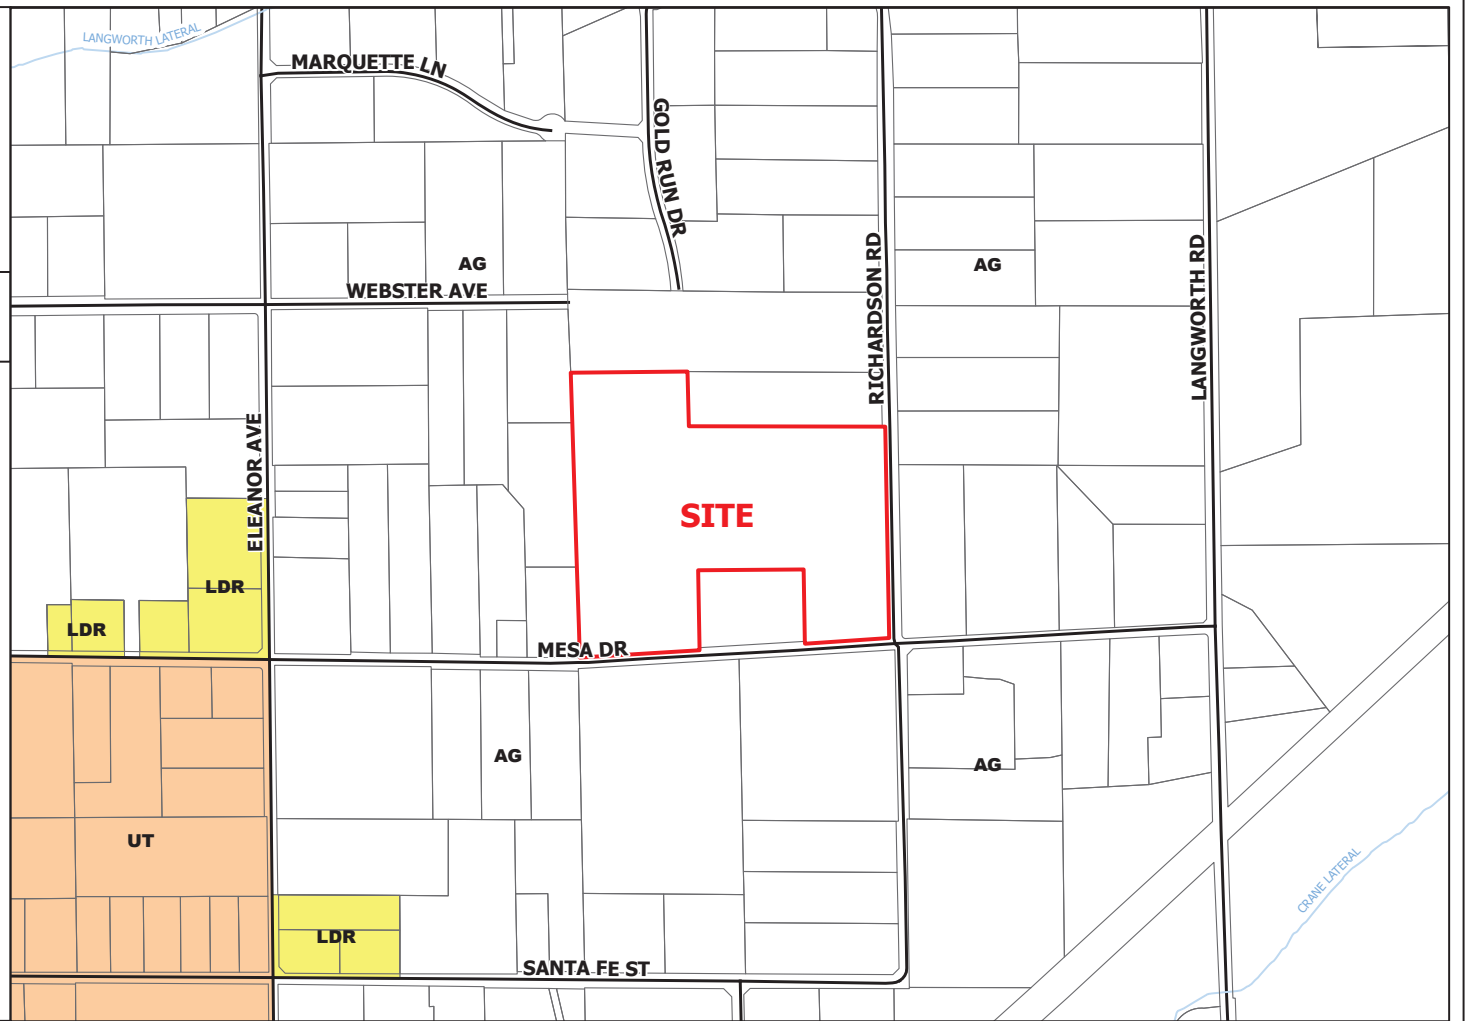 LANGWORTH LATERAL
MARQUETTE LN
GOLD RUN DR
RICHARDSON RD
LANGWORTH RD
AG
AG
WEBSTER AVE
ELEANOR AVE
SITE
LDR
LDR
MESA DR
AG
AG
UT
CRANE LATERAL
LDR
SANTA FE ST